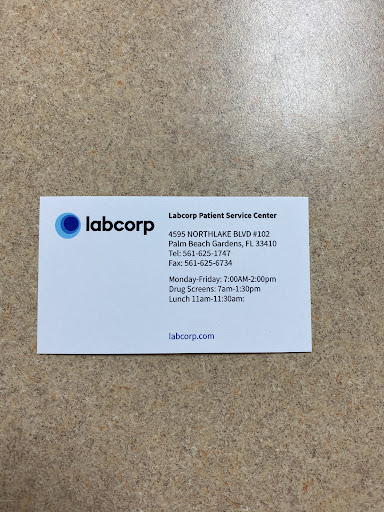 labcorp
Labcorp Patient Service Center
4595 NORTHLAKE BLVD #102
Palm Beach Gardens, FL 33410
Tel: 561-625-1747
Fax: 561-625-6734
Monday-Friday: 7:00AM-2:00pm
Drug Screens: 7am-1:30pm
Lunch 11am-11:30am:
labcorp.com